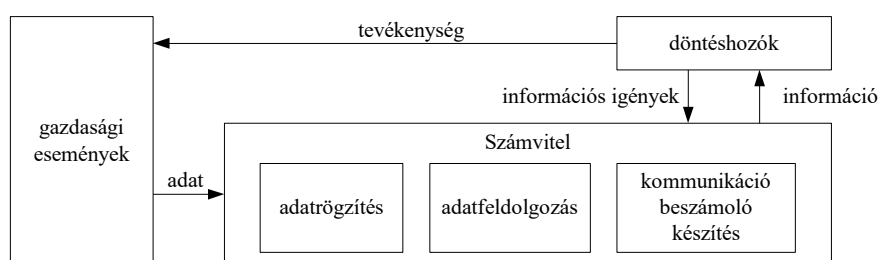 tevékenység
döntéshozók
információs igények
információ
gazdasági
események
adat
Számvitel
adatrögzítés
adatfeldolgozás
kommunikáció
beszámoló
készítés